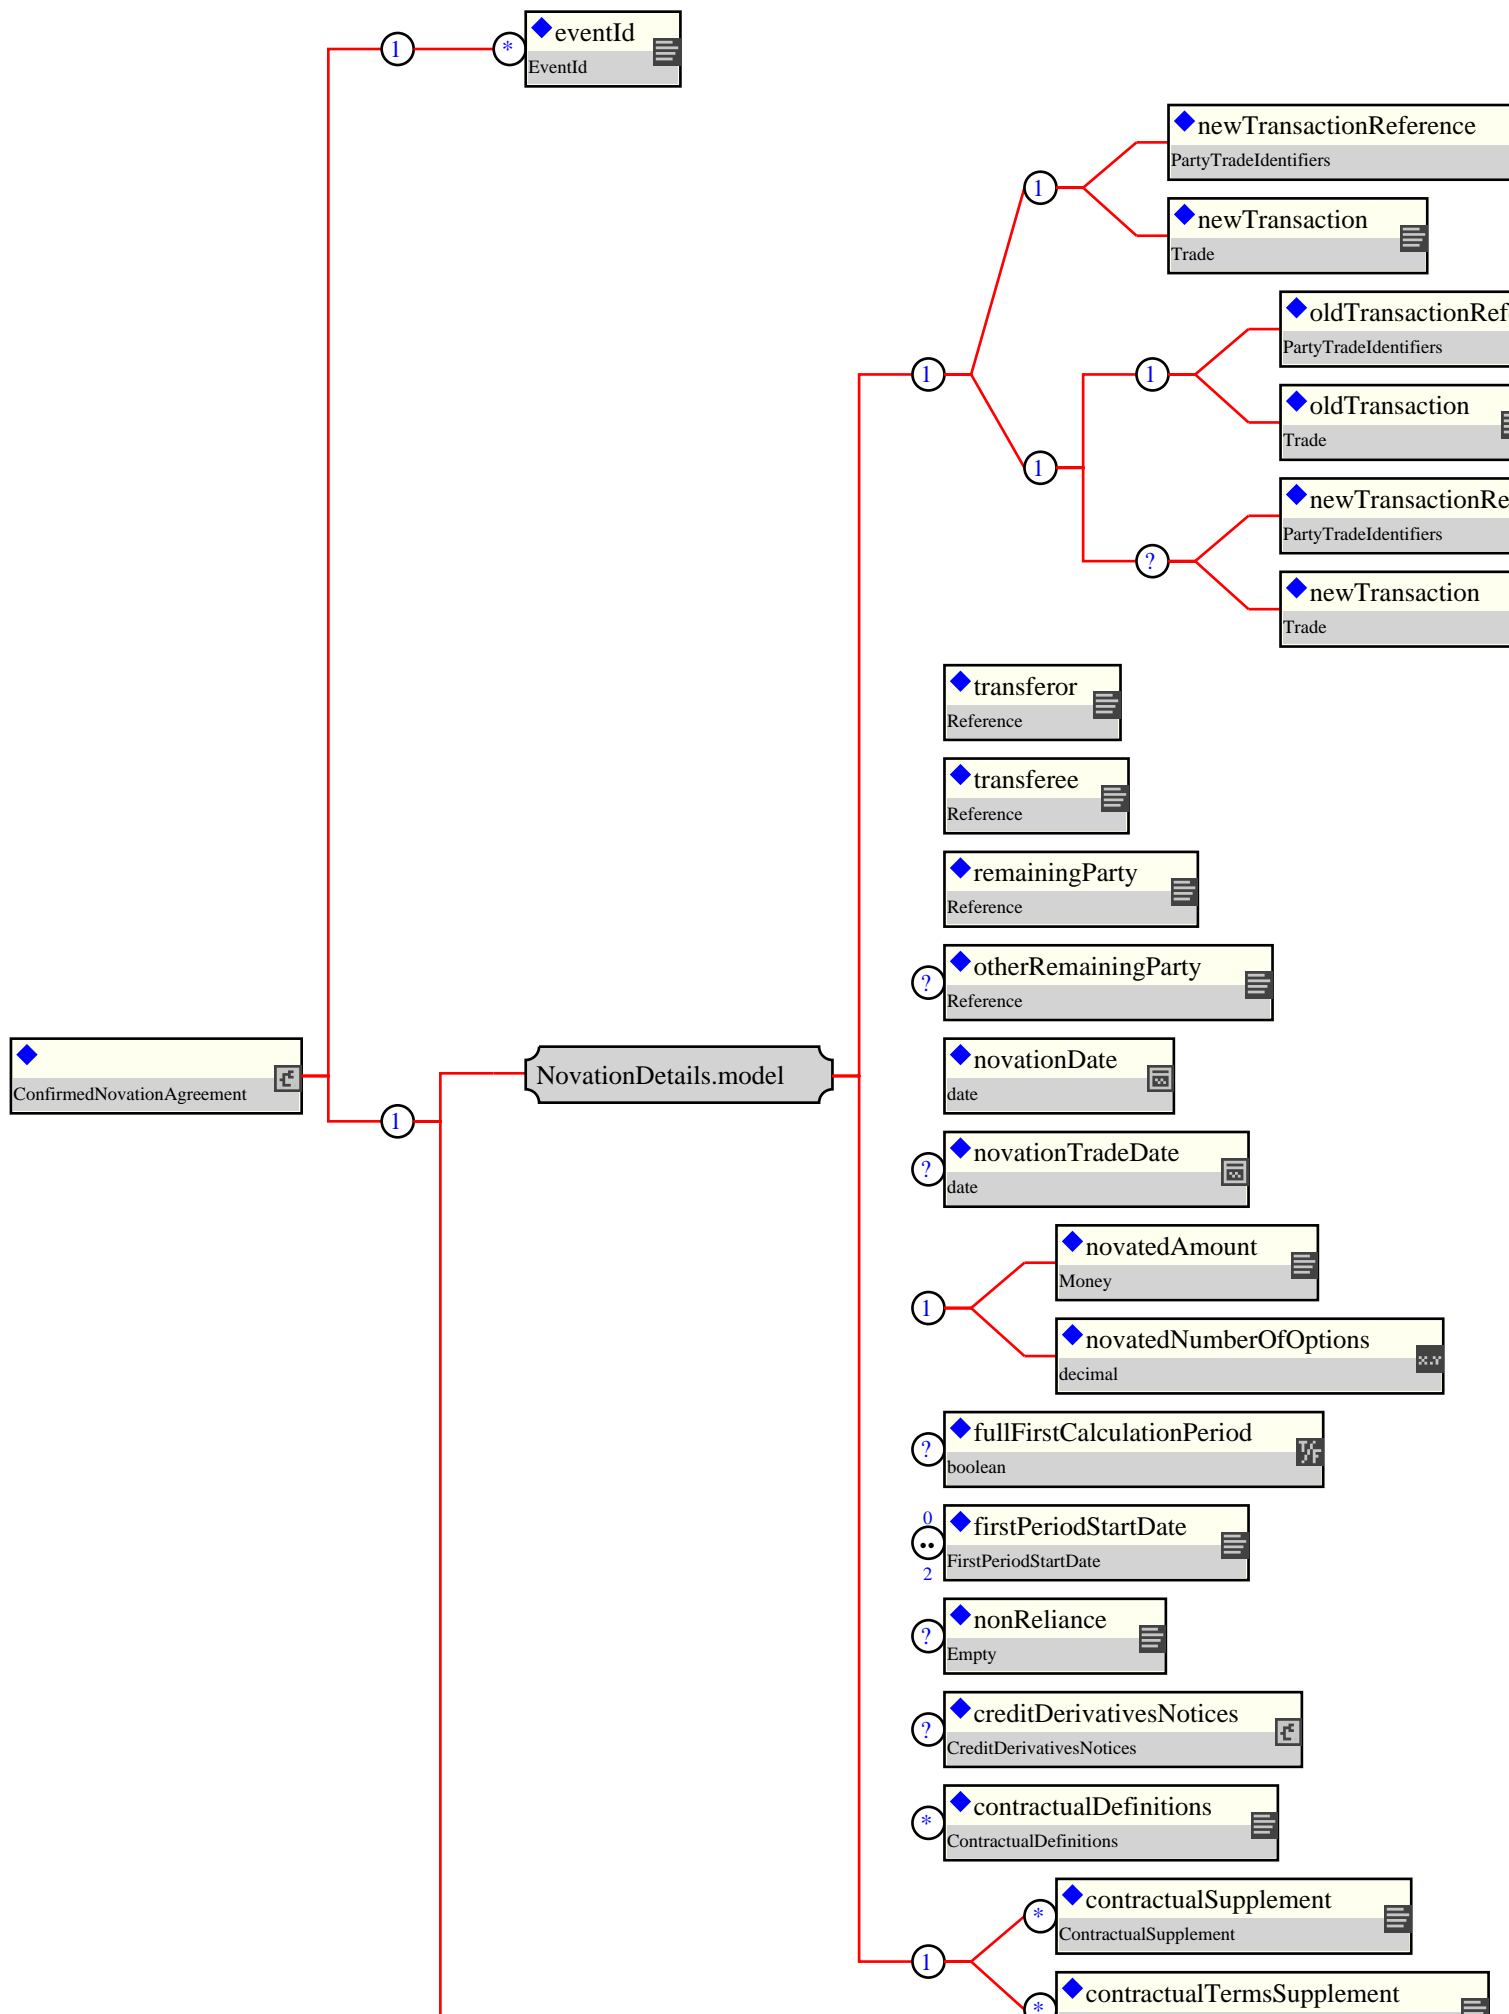 1
*
eventId
EventId
newTransactionReference
PartyTradeIdentifiers
1
newTransaction
Trade
oldTransactionRef
PartyTradeIdentifiers
1
1
oldTransaction
Trade
1
newTransactionRe
PartyTradeIdentifiers
?
newTransaction
Trade
transferor
Reference
transferee
Reference
remainingParty
Reference
?
otherRemainingParty
Reference
ConfirmedNovationAgreement
NovationDetails.model
1
novationDate
date
?
novationTradeDate
date
novatedAmount
Money
1
novatedNumberOfOptions
decimal
x.y
?
fullFirstCalculationPeriod
boolean
T/F
0
..
2
firstPeriodStartDate
FirstPeriodStartDate
?
nonReliance
Empty
?
creditDerivativesNotices
CreditDerivativesNotices
*
contractualDefinitions
ContractualDefinitions
*
contractualSupplement
ContractualSupplement
1
*
contractualTermsSupplement